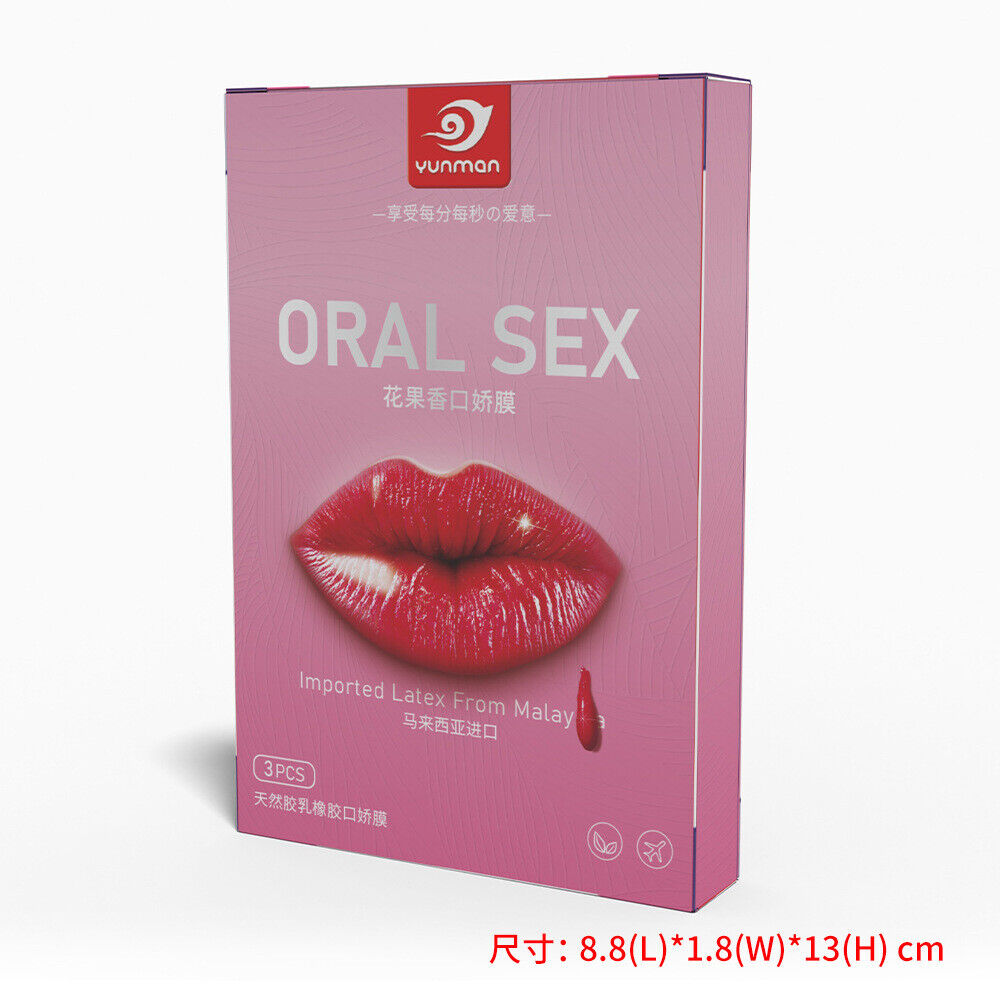 YUNMAN
—享受每分每秒の爱意—
ORAL SEX
花果香口娇膜
Imported Latex From Malay a
马来西亚进口
3PCS
天然胶乳橡胶口娇膜
尺寸：8.8(L)*1.8(W)*13(H) cm